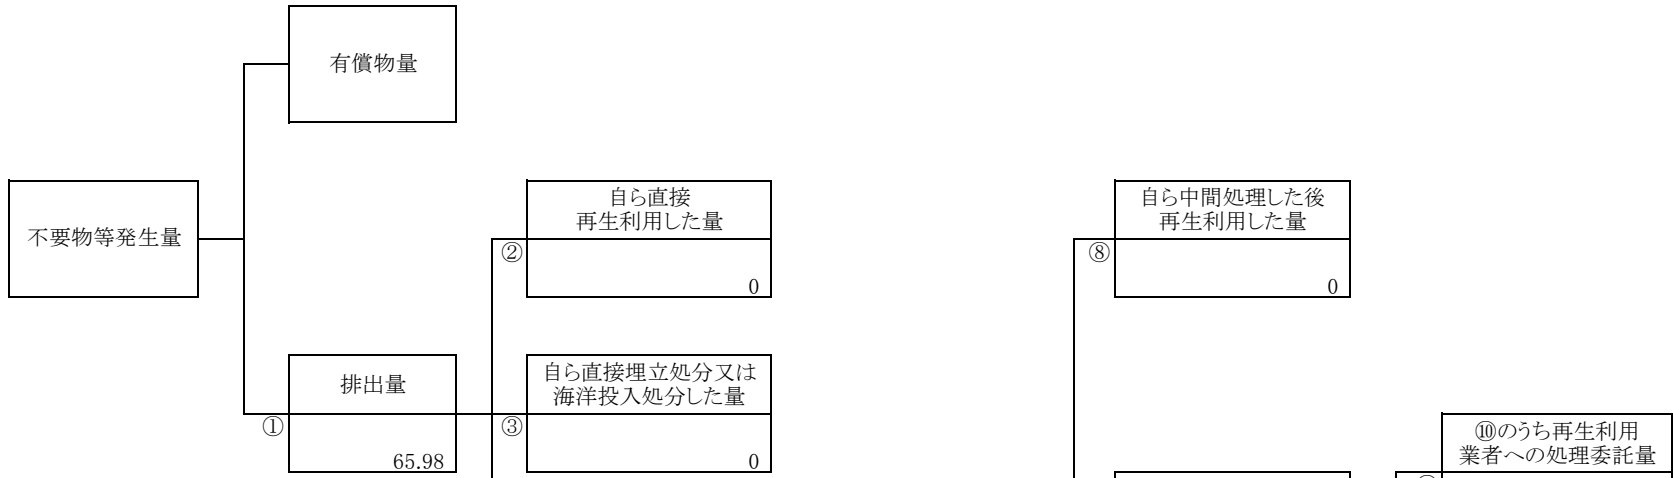 有償物量
不要物等発生量
自ら直接
再生利用した量
②
0
自ら中間処理した後
再生利用した量
⑧
0
排出量
①
65.98
自ら直接埋立処分又は
海洋投入処分した量
③
0
⑩のうち再生利用
業者への処理委託量